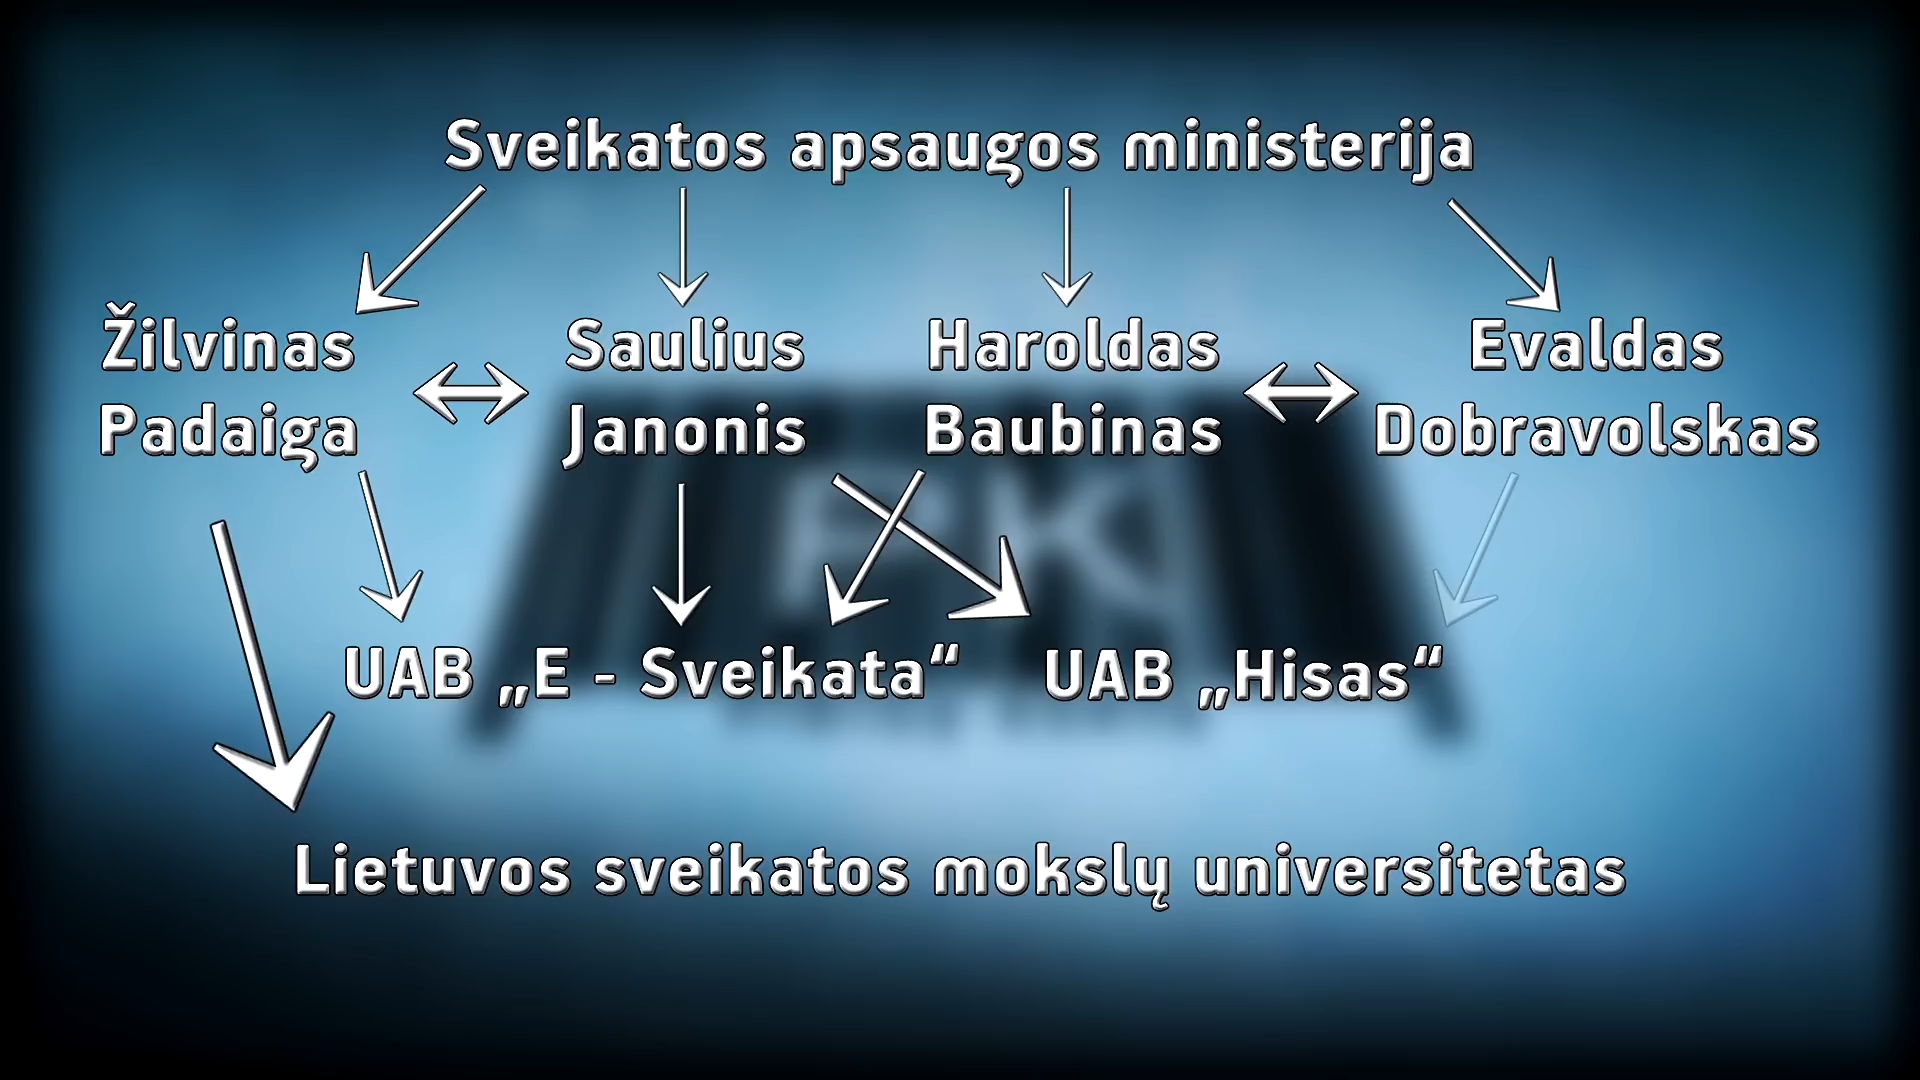 Sveikatos apsaugos ministerija
Žilvinas Saulius Haroldas Evaldas
Padaiga Janonis Baubinas Dobravolskas
PK
UAB „E - Sveikata“ UAB „Hisas“
Lietuvos sveikatos mokslų universitetas